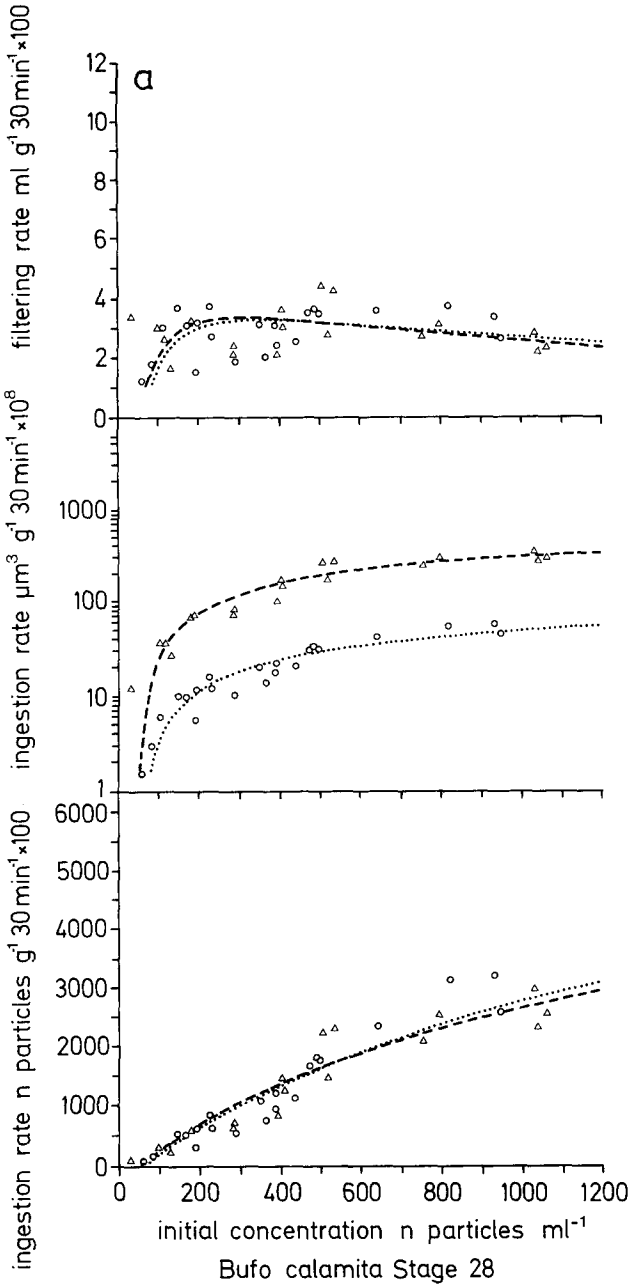 a
filtering rate ml g⁻¹ 30 min⁻¹ ×100
12
10
8
6
4
2
0
ingestion rate µm³ g⁻¹ 30 min⁻¹ ×10⁸
1000
100
10
1
ingestion rate n particles g⁻¹ 30 min⁻¹ ×100
6000
5000
4000
3000
2000
1000
0
0 200 400 600 800 1000 1200
initial concentration n particles ml⁻¹
Bufo calamita Stage 28